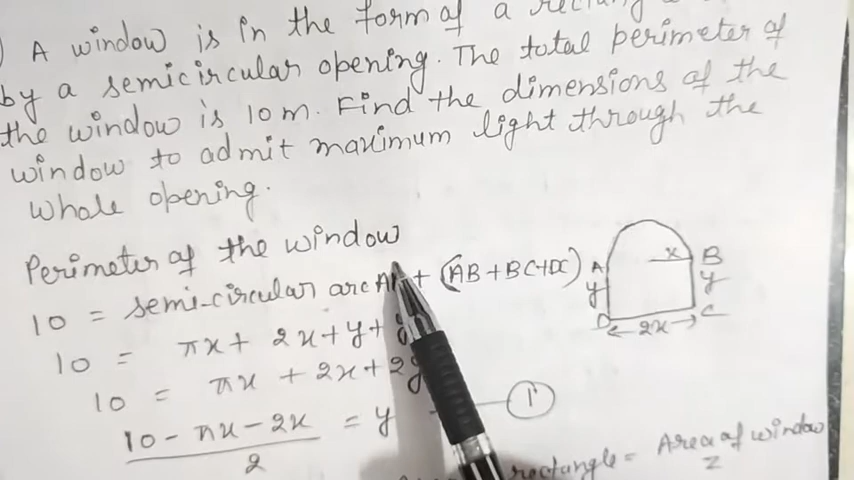 ) A window is in the form of a rectang
by a semicircular opening. The total perimeter of
the window is 10 m. Find the dimensions of the
window to admit maximum light through the
whole opening.
Perimeter of the window
10 = semi-circular arc + (AB + BC + DC)
10 = πx + 2x + y +
10 = πx + 2x + 2y
10 - πx - 2x / 2 = y 1
rectangle = Area of window
z
A x B
y y
D 2x C